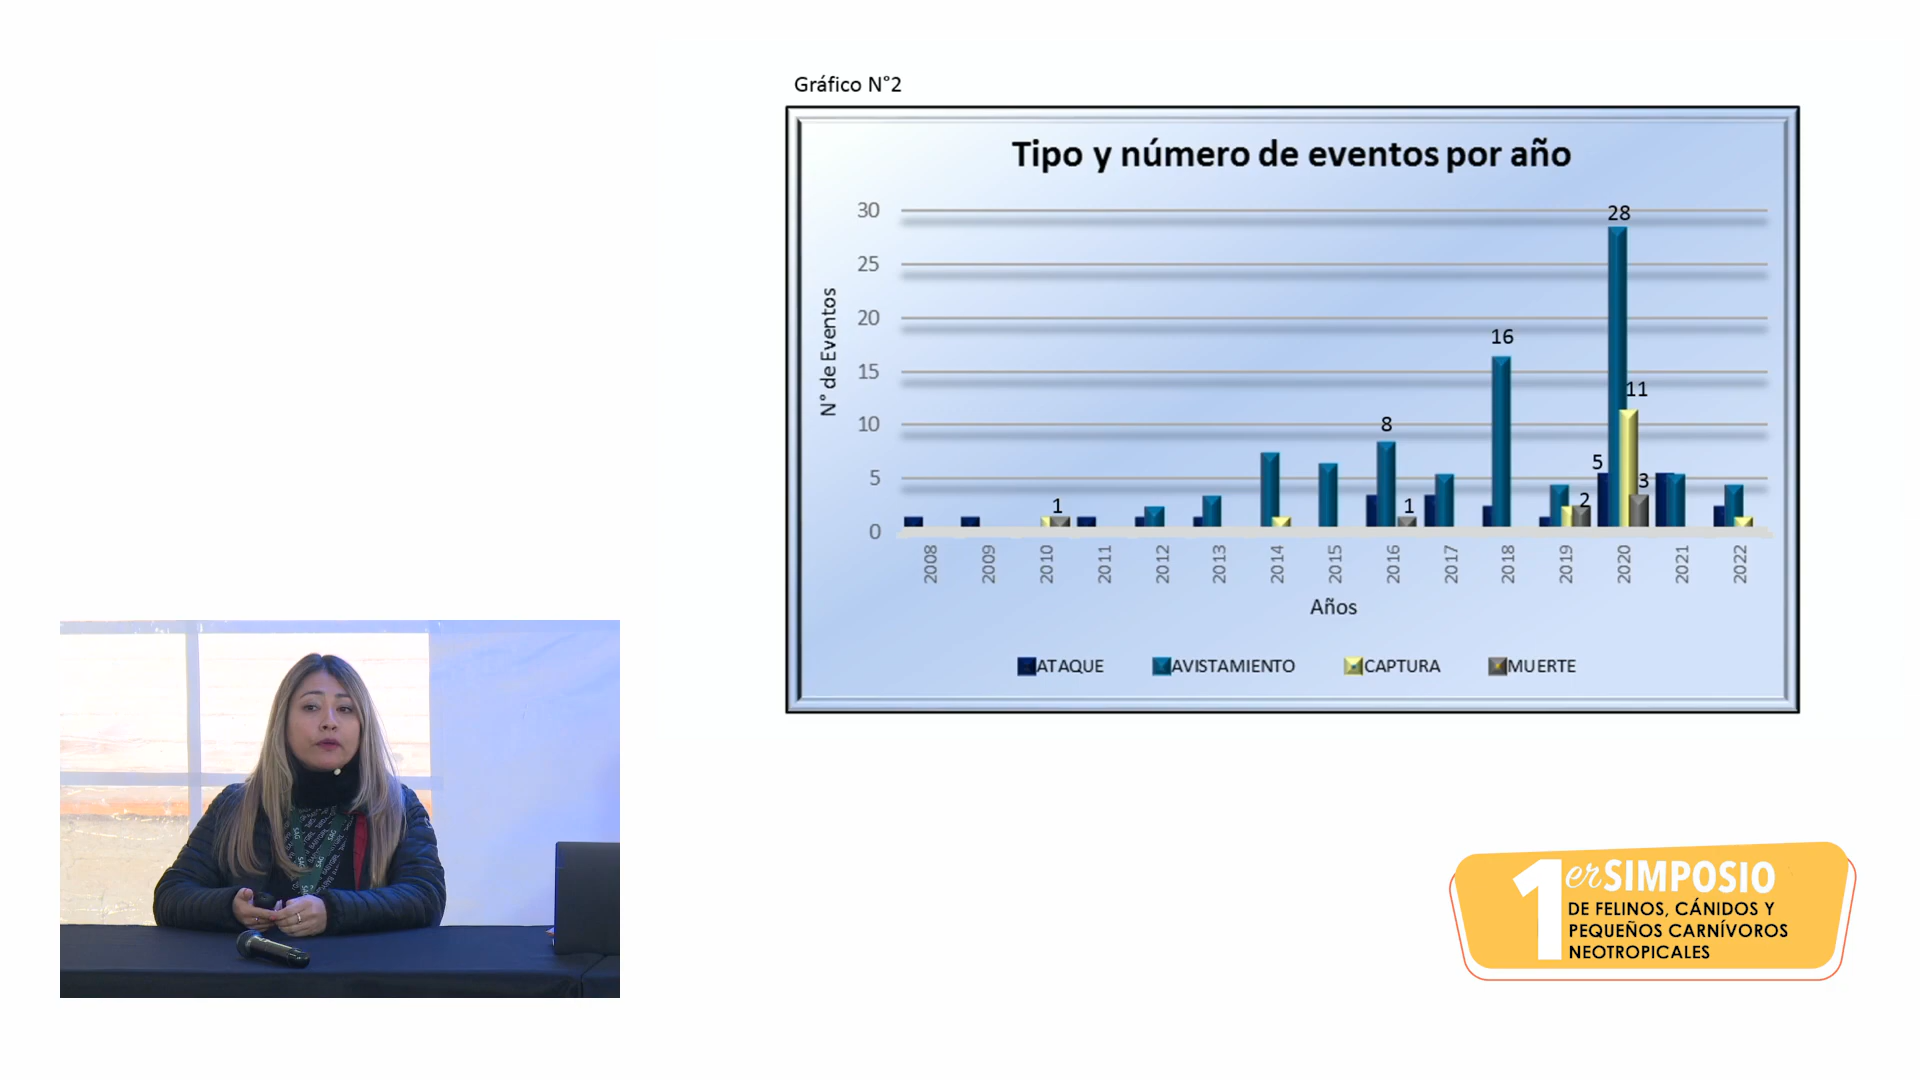 Gráfico N°2
Tipo y número de eventos por año
N° de Eventos
30
25
20
15
10
5
0
1
8
1
16
2
5
28
11
3
2008
2009
2010
2011
2012
2013
2014
2015
2016
2017
2018
2019
2020
2021
2022
Años
ATAQUE
AVISTAMIENTO
CAPTURA
MUERTE
SAG
1er SIMPOSIO
DE FELINOS, CÁNIDOS Y
PEQUEÑOS CARNÍVOROS
NEOTROPICALES